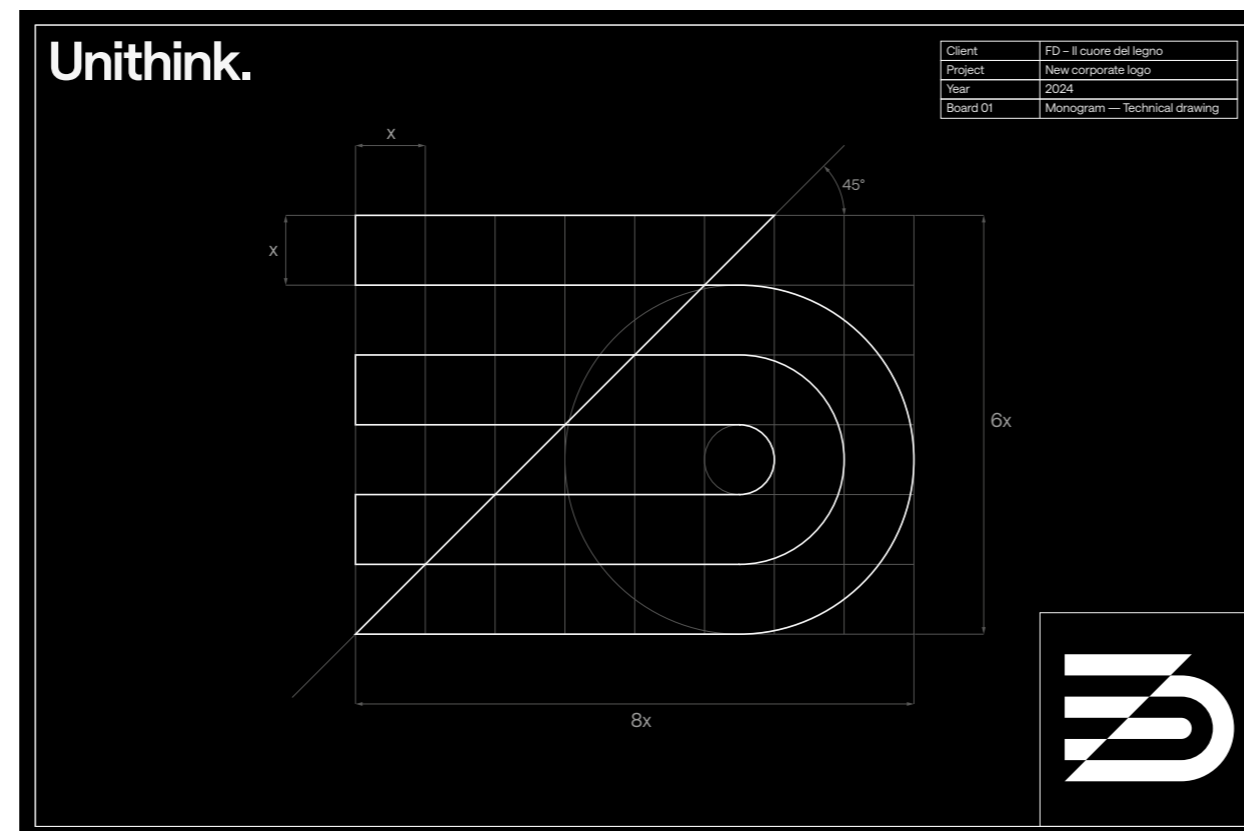 Unithink.
Client FD – Il cuore del legno
Project New corporate logo
Year 2024
Board 01 Monogram — Technical drawing
x
45°
x
6x
8x